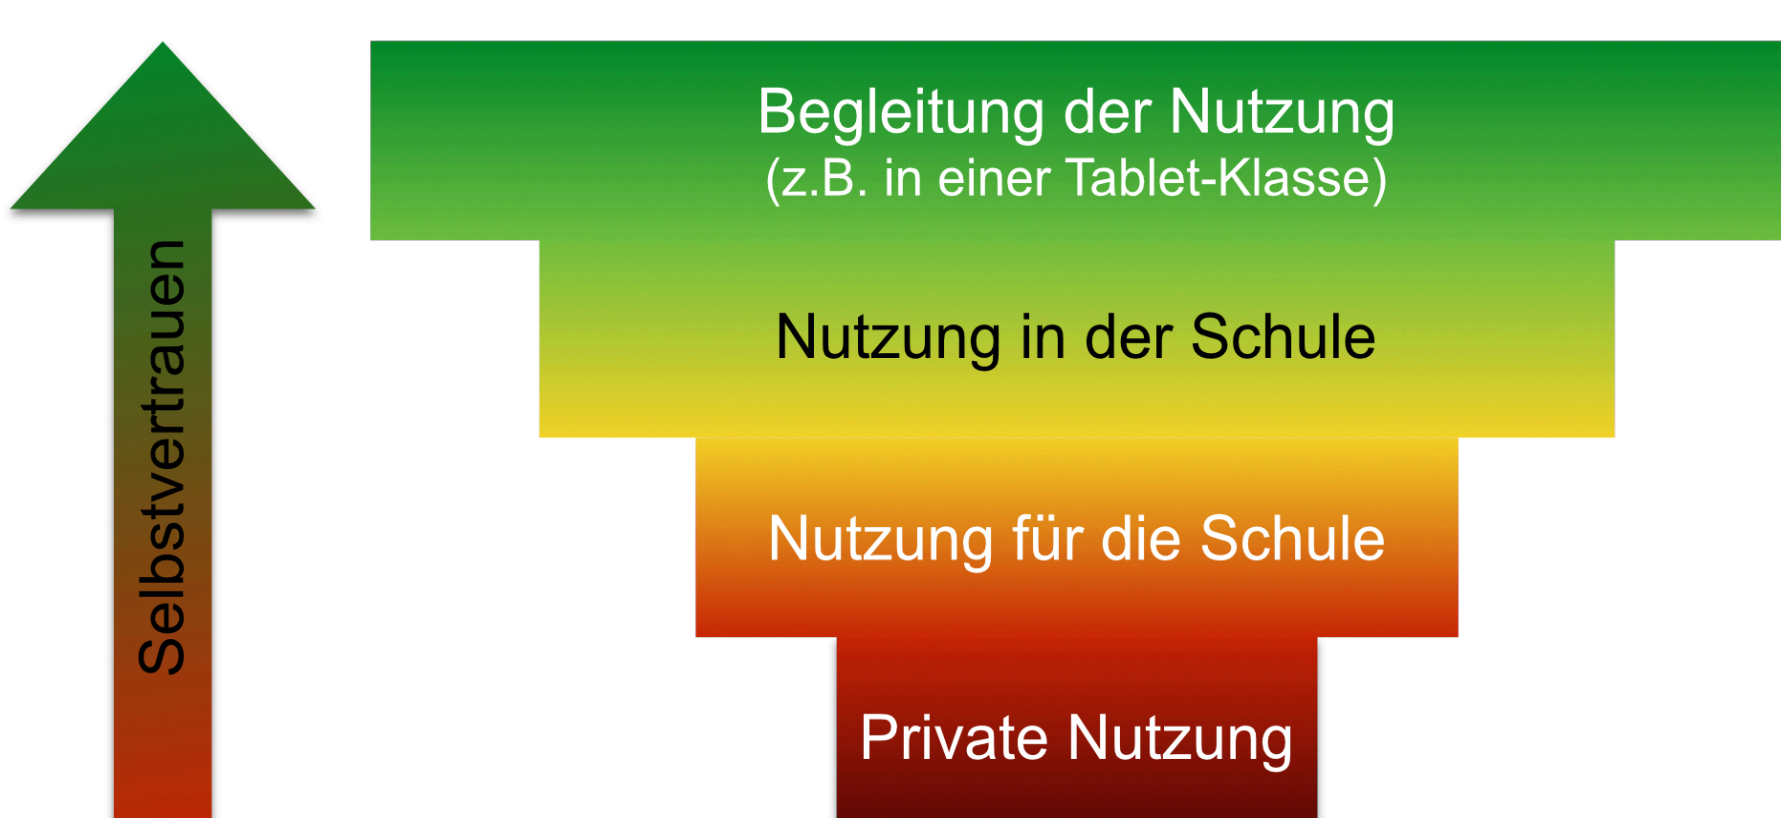 Begleitung der Nutzung
(z.B. in einer Tablet-Klasse)
Nutzung in der Schule
Nutzung für die Schule
Private Nutzung
Selbstvertrauen